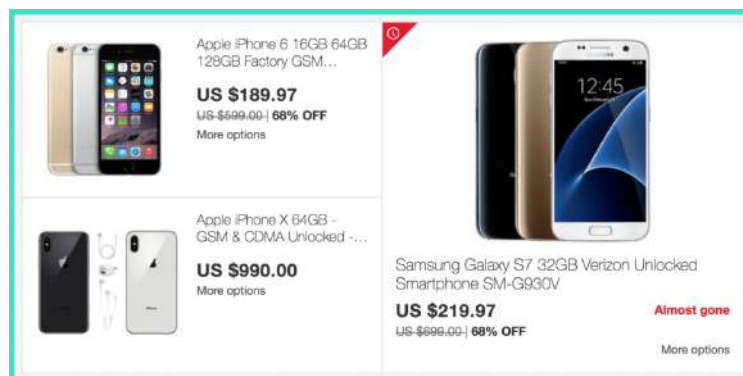 Apple iPhone 6 16GB 64GB
128GB Factory GSM...
US $189.97
US $599.00 | 68% OFF
More options
Apple iPhone X 64GB -
GSM & CDMA Unlocked -...
US $990.00
More options
12:45
Samsung Galaxy S7 32GB Verizon Unlocked
Smartphone SM-G930V
US $219.97
Almost gone
US $699.00 | 68% OFF
More options